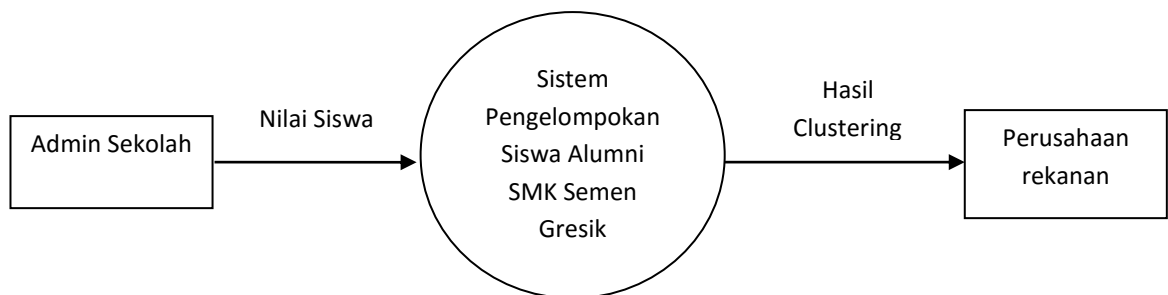 Admin Sekolah
Nilai Siswa
Sistem
Pengelompokan
Siswa Alumni
SMK Semen
Gresik
Hasil
Clustering
Perusahaan
rekanan